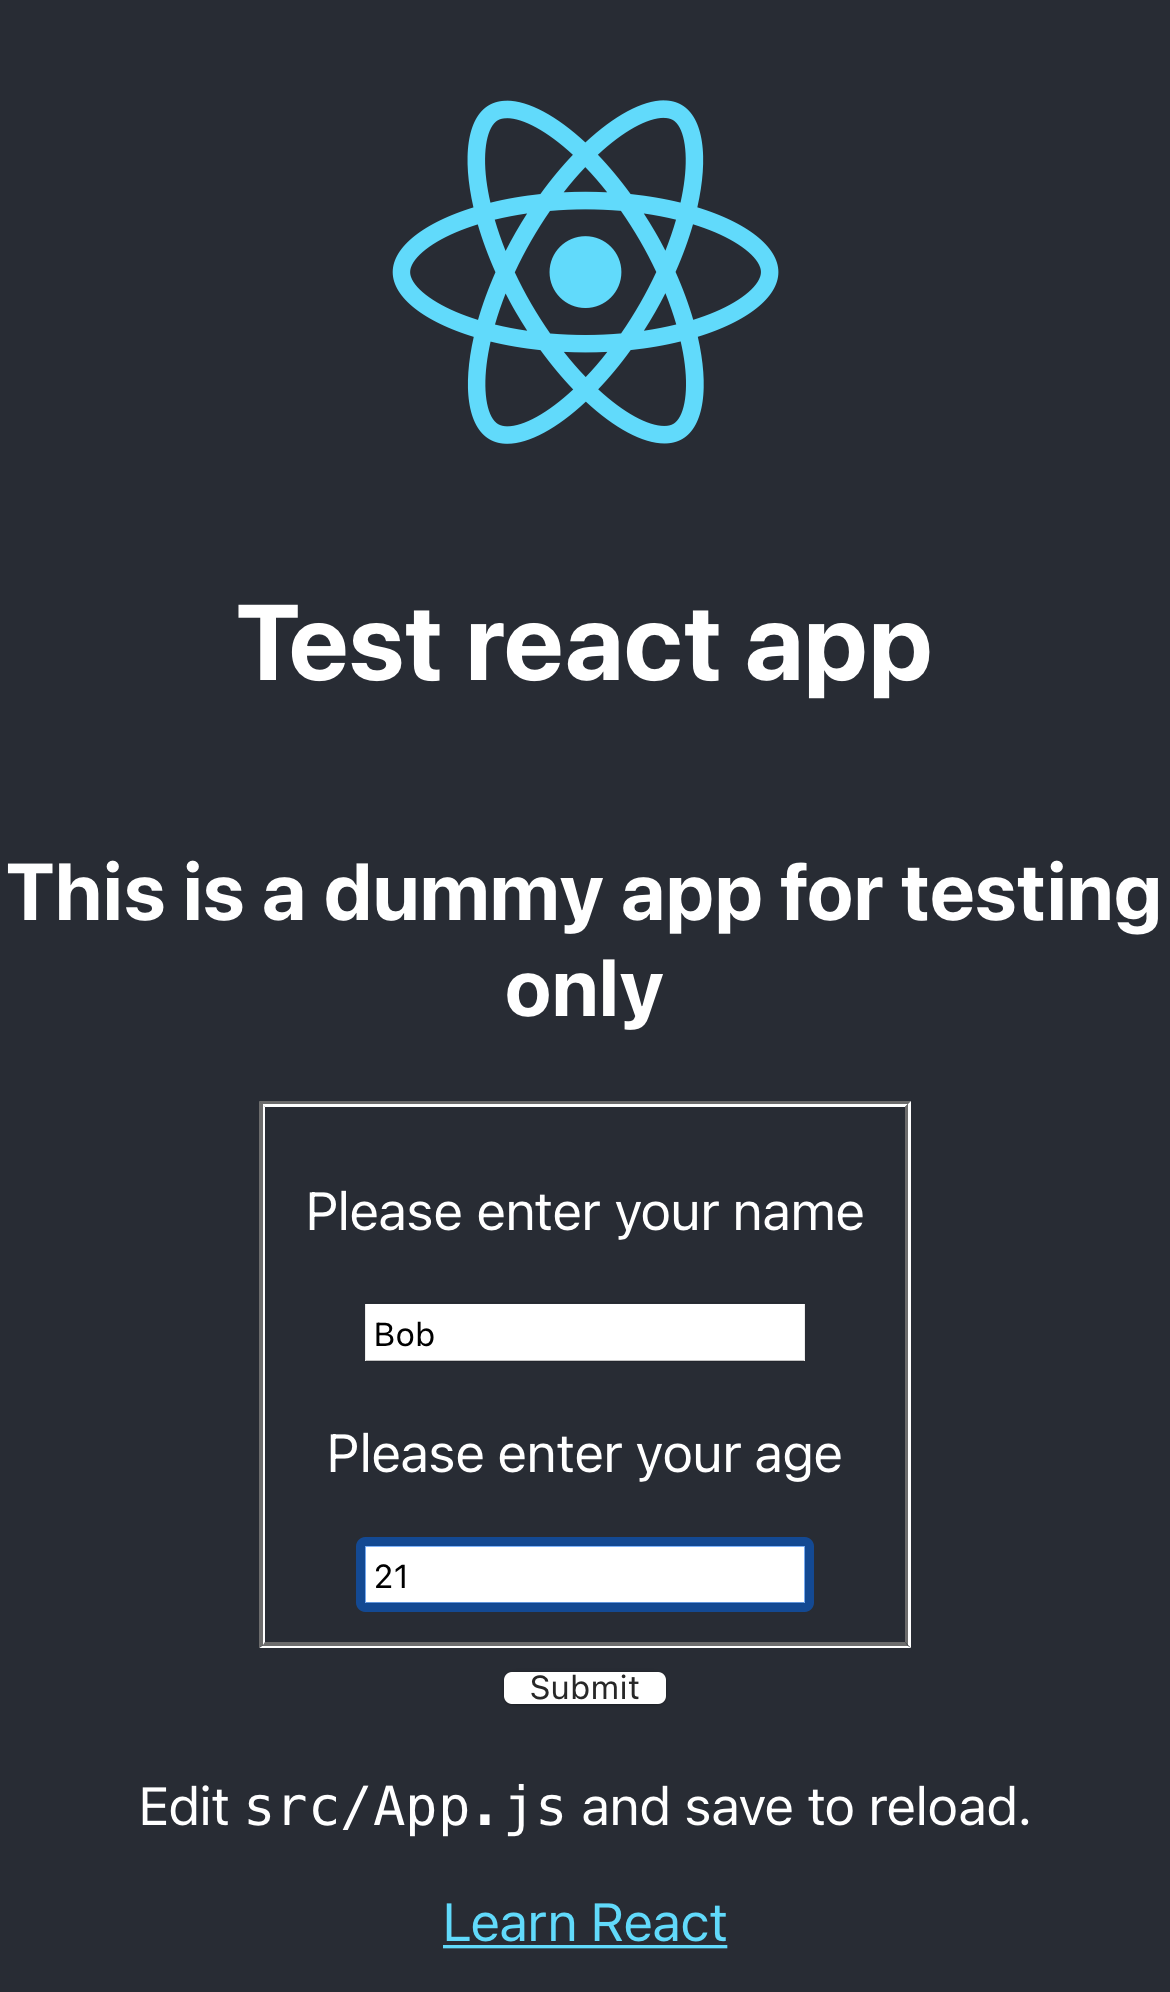 Test react app
This is a dummy app for testing
only
Please enter your name
Bob
Please enter your age
21
Submit
Edit src/App.js and save to reload.
Learn React